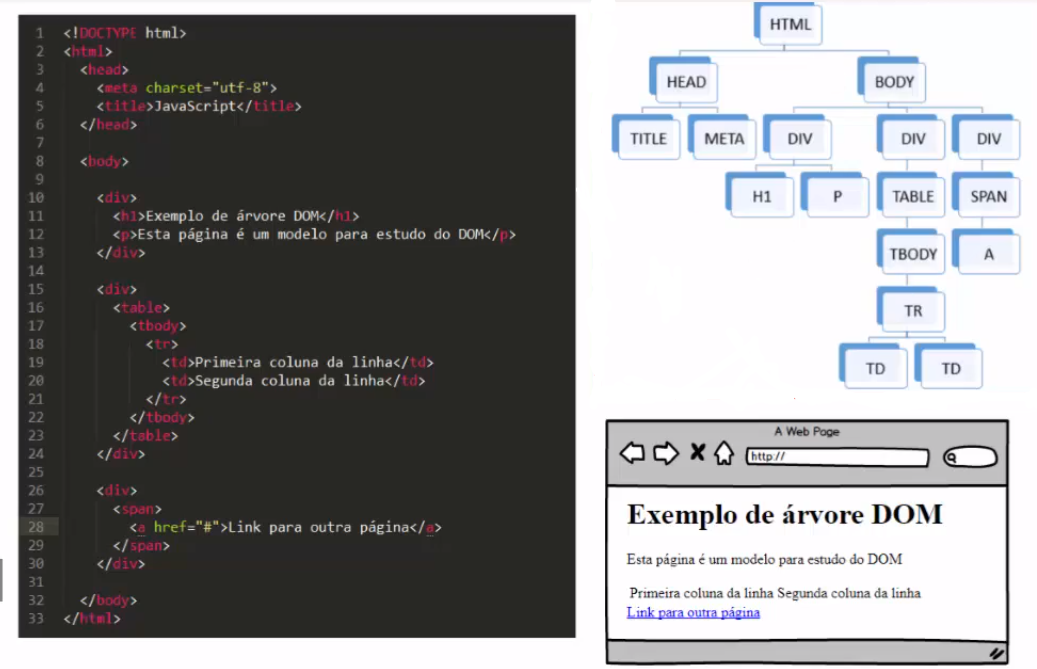 1 <!DOCTYPE html>
2 <html>
3 <head>
4 <meta charset="utf-8">
5 <title>JavaScript</title>
6 </head>
7
8 <body>
9
10 <div>
11 <h1>Exemplo de árvore DOM</h1>
12 <p>Esta página é um modelo para estudo do DOM</p>
13 </div>
14
15 <div>
16 <table>
17 <tbody>
18 <tr>
19 <td>Primeira coluna da linha</td>
20 <td>Segunda coluna da linha</td>
21 </tr>
22 </tbody>
23 </table>
24 </div>
25
26 <div>
27 <span>
28 <a href="#">Link para outra página</a>
29 </span>
30 </div>
31
32 </body>
33 </html>
HTML
HEAD BODY
TITLE META DIV DIV DIV
H1 P TABLE SPAN
TBODY A
TR
TD TD
A Web Page
http://
Exemplo de árvore DOM
Esta página é um modelo para estudo do DOM
Primeira coluna da linha Segunda coluna da linha
Link para outra página